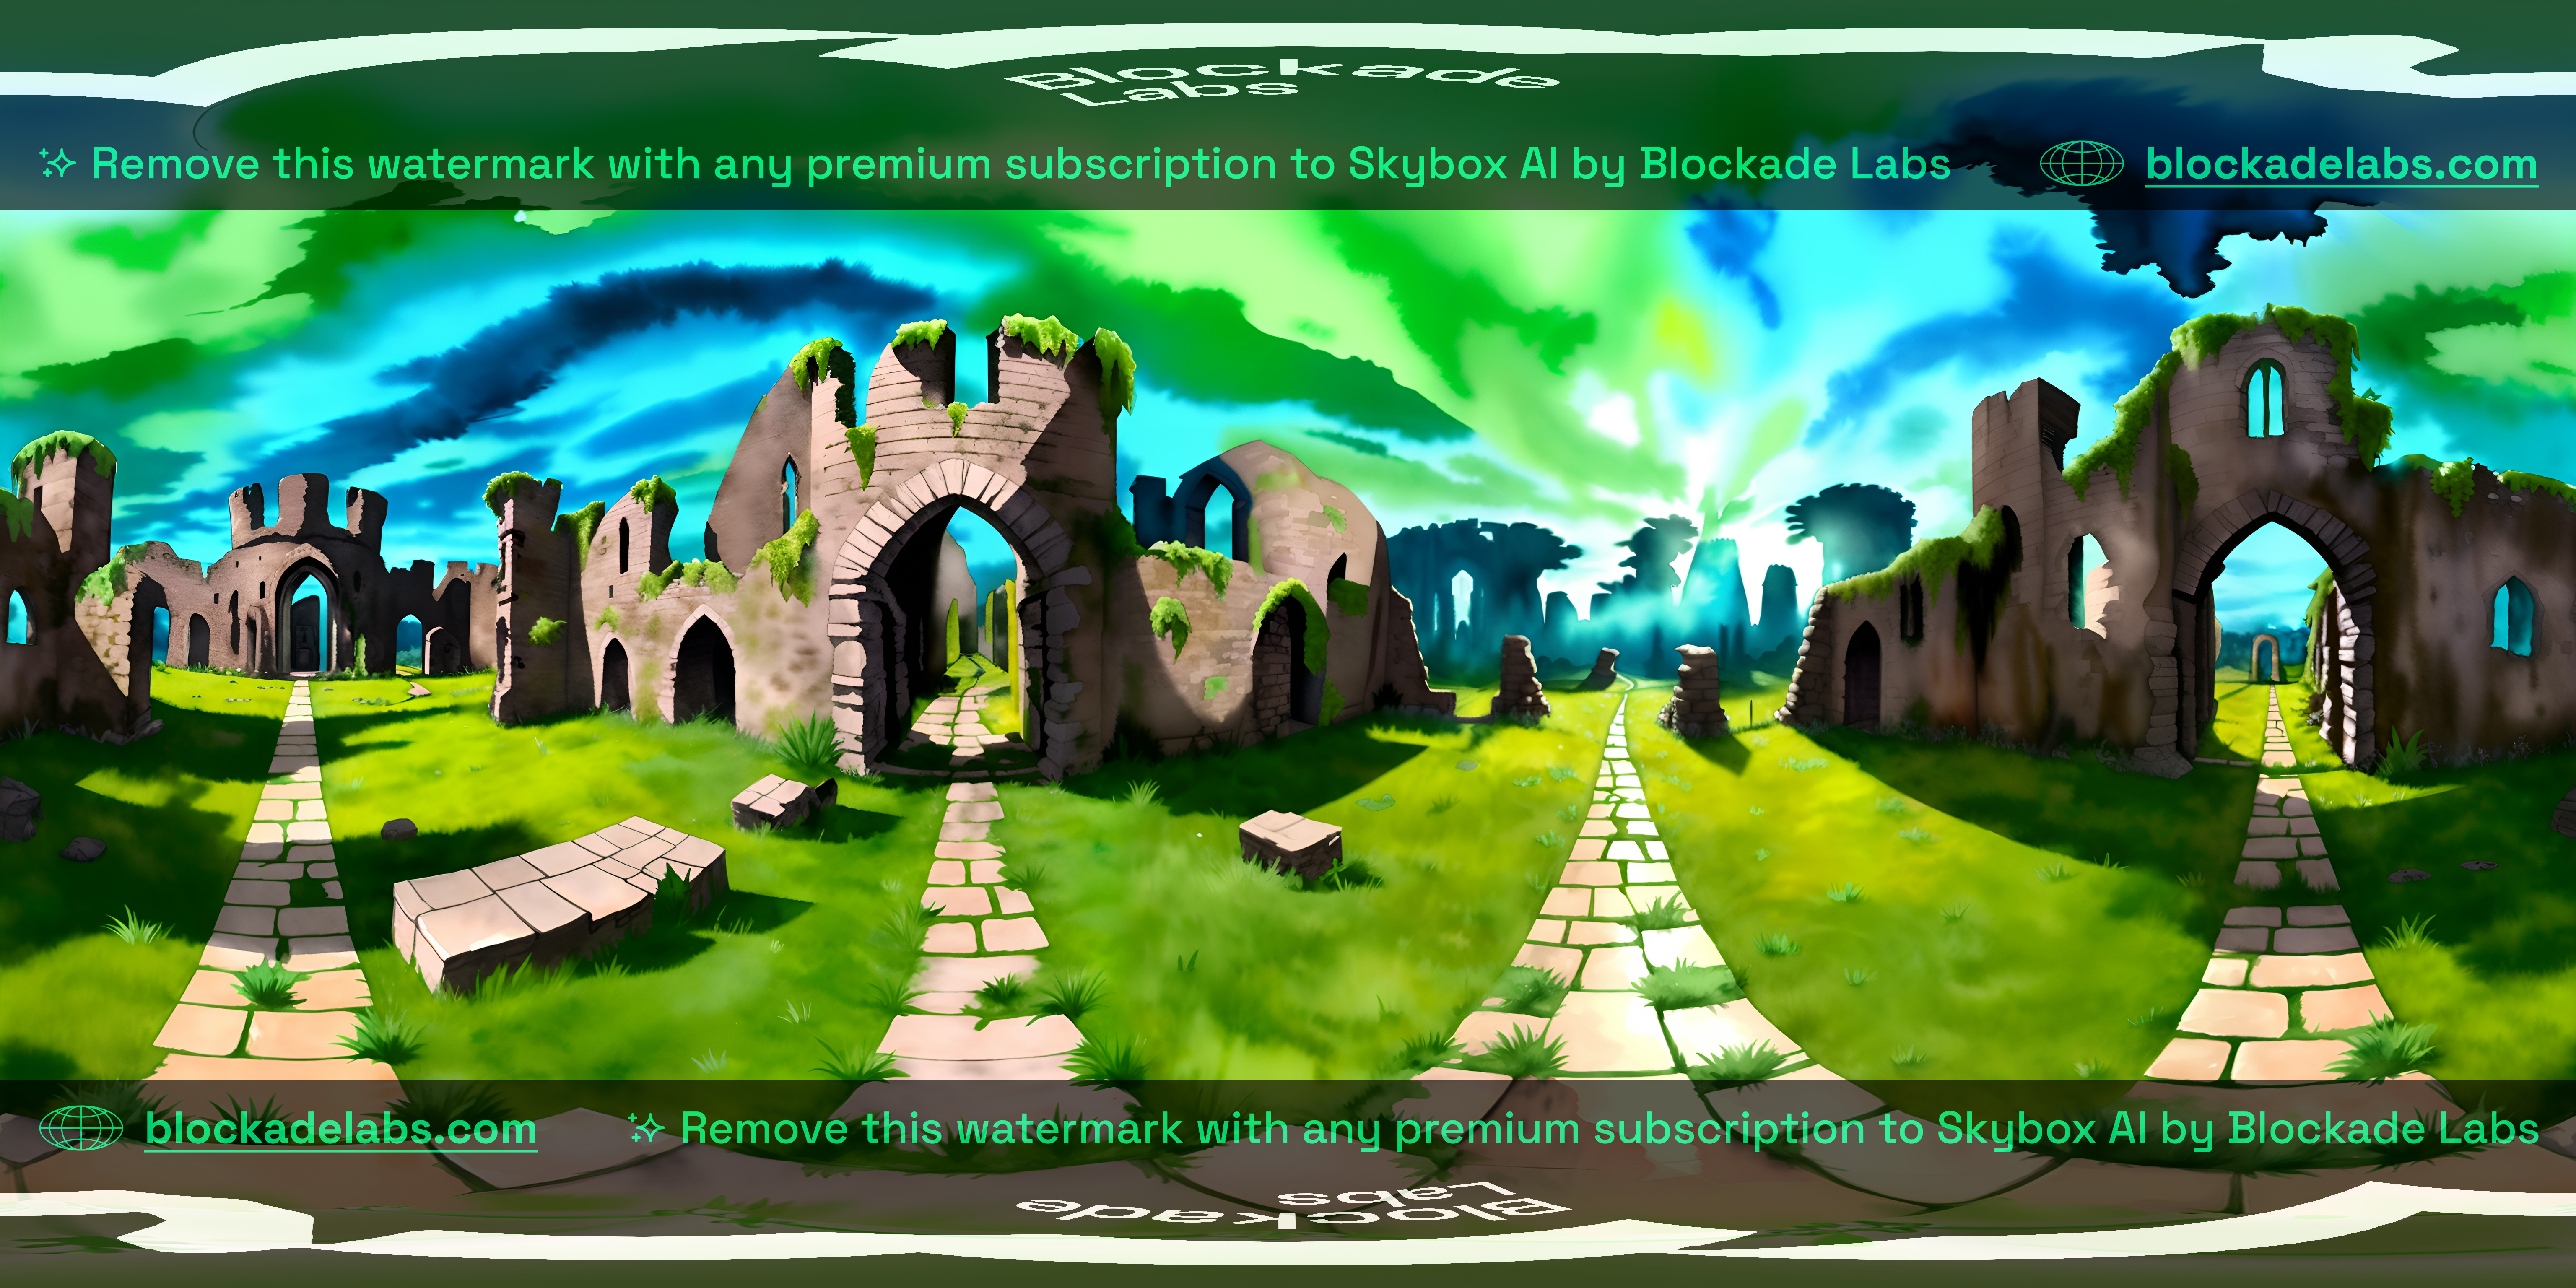 Blockade
Labs
Remove this watermark with any premium subscription to Skybox AI by Blockade Labs
blockadelabs.com
blockadelabs.com
Remove this watermark with any premium subscription to Skybox AI by Blockade Labs
Labs
Blockade